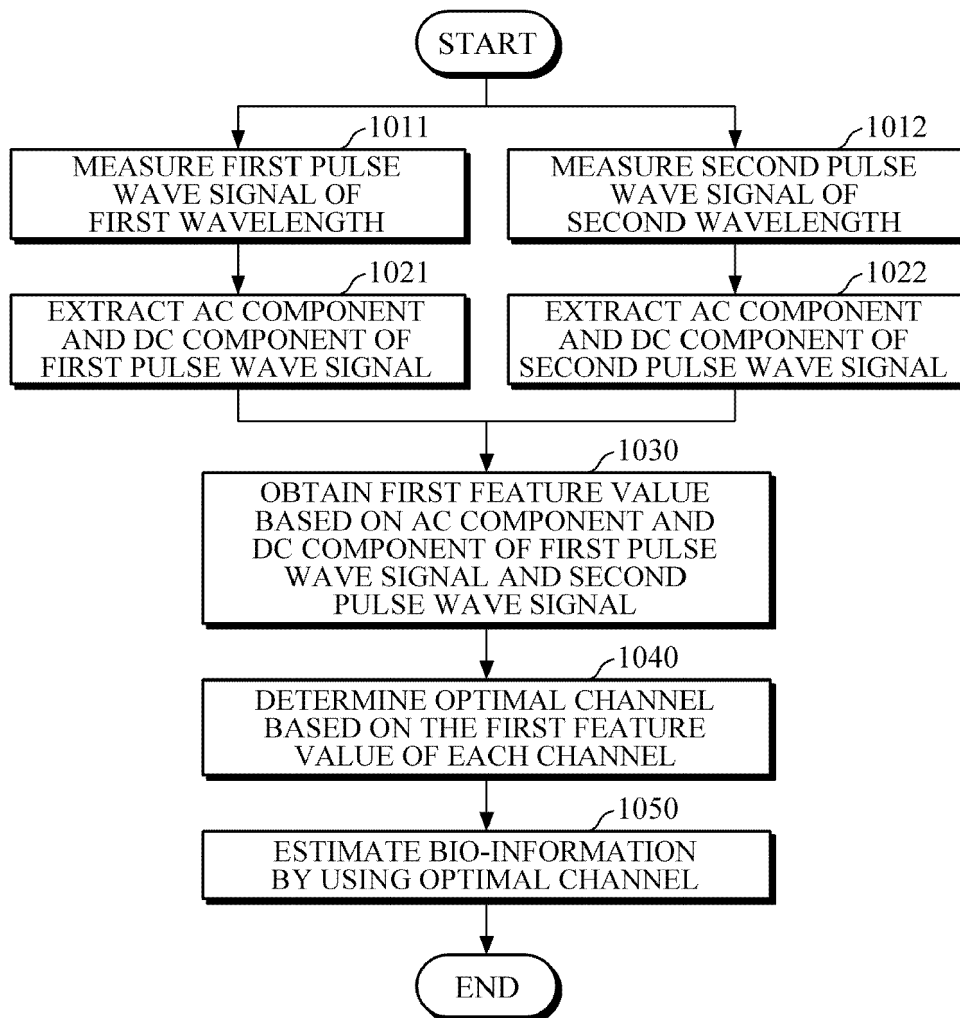 START
1011
MEASURE FIRST PULSE
WAVE SIGNAL OF
FIRST WAVELENGTH
1012
MEASURE SECOND PULSE
WAVE SIGNAL OF
SECOND WAVELENGTH
1021
EXTRACT AC COMPONENT
AND DC COMPONENT OF
FIRST PULSE WAVE SIGNAL
1022
EXTRACT AC COMPONENT
AND DC COMPONENT OF
SECOND PULSE WAVE SIGNAL
1030
OBTAIN FIRST FEATURE VALUE
BASED ON AC COMPONENT AND
DC COMPONENT OF FIRST PULSE
WAVE SIGNAL AND SECOND
PULSE WAVE SIGNAL
1040
DETERMINE OPTIMAL CHANNEL
BASED ON THE FIRST FEATURE
VALUE OF EACH CHANNEL
1050
ESTIMATE BIO-INFORMATION
BY USING OPTIMAL CHANNEL
END